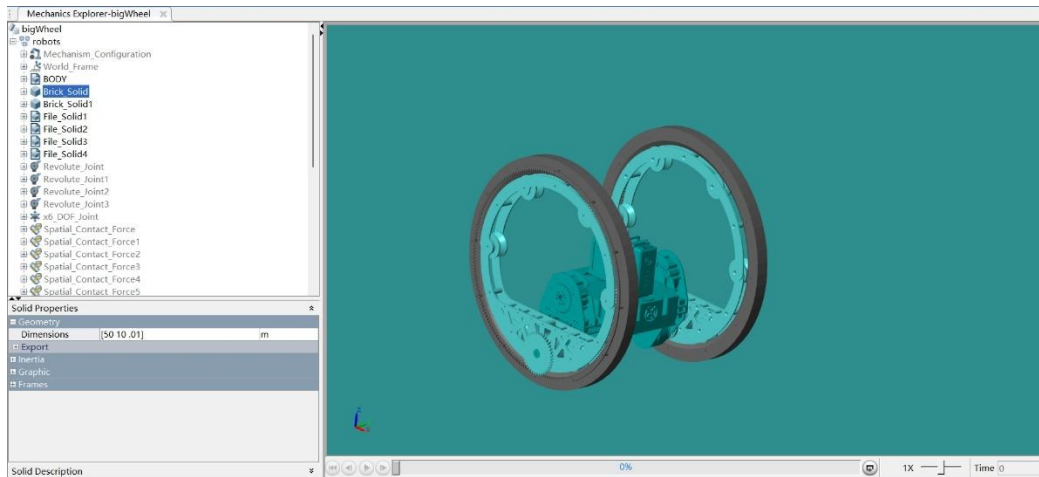 Mechanics Explorer-bigWheel
bigWheel
robots
Mechanism_Configuration
World_Frame
BODY
Brick_Solid
Brick_Solid1
File_Solid1
File_Solid2
File_Solid3
File_Solid4
Revolute_Joint
Revolute_Joint1
Revolute_Joint2
Revolute_Joint3
x6_DOF_Joint
Spatial_Contact_Force
Spatial_Contact_Force1
Spatial_Contact_Force2
Spatial_Contact_Force3
Spatial_Contact_Force4
Spatial_Contact_Force5
Solid Properties
Geometry
Dimensions [50 10 .01] m
Export
Inertia
Graphic
Frames
Solid Description
0%
1X
Time 0